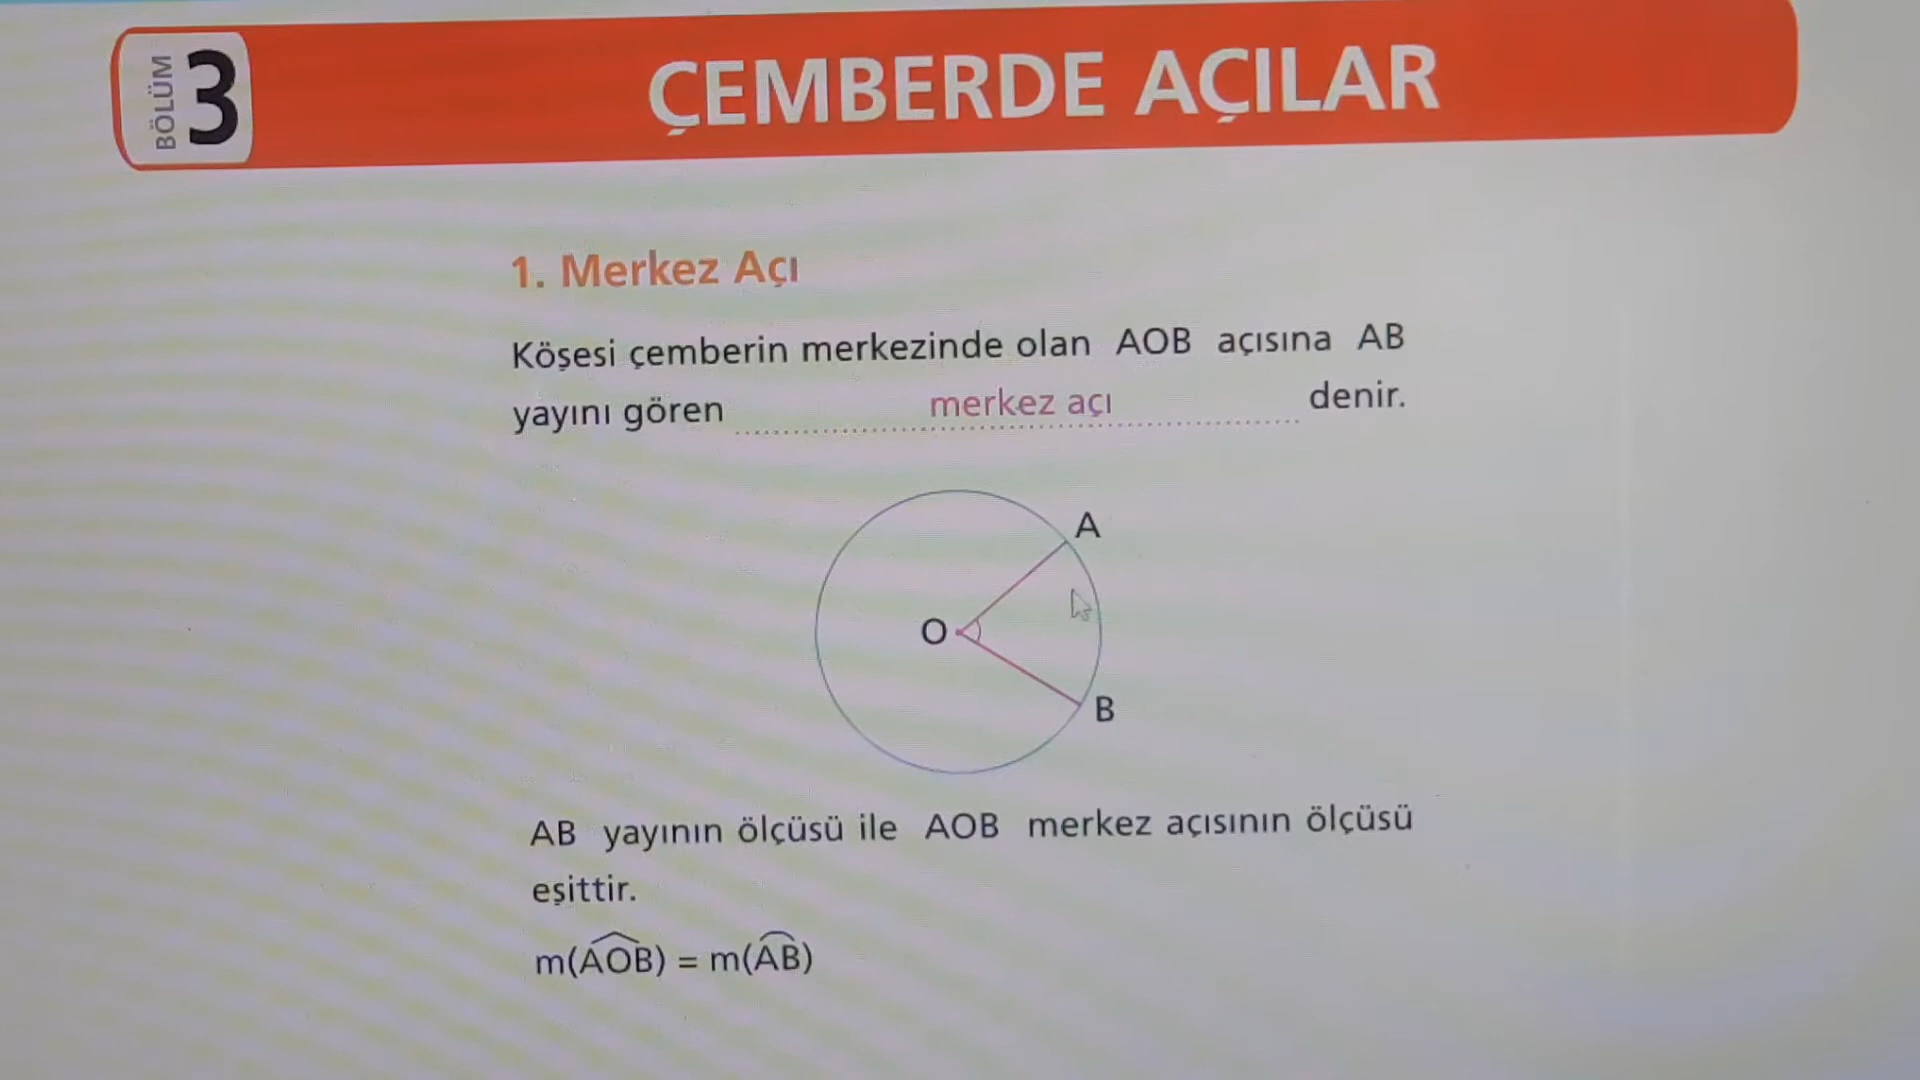 BÖLÜM 3
ÇEMBERDE AÇILAR
1. Merkez Açı
Köşesi çemberin merkezinde olan AOB açısına AB
yayını gören merkez açı denir.
A
O
B
AB yayının ölçüsü ile AOB merkez açısının ölçüsü
eşittir.
m(AOB) = m(AB)